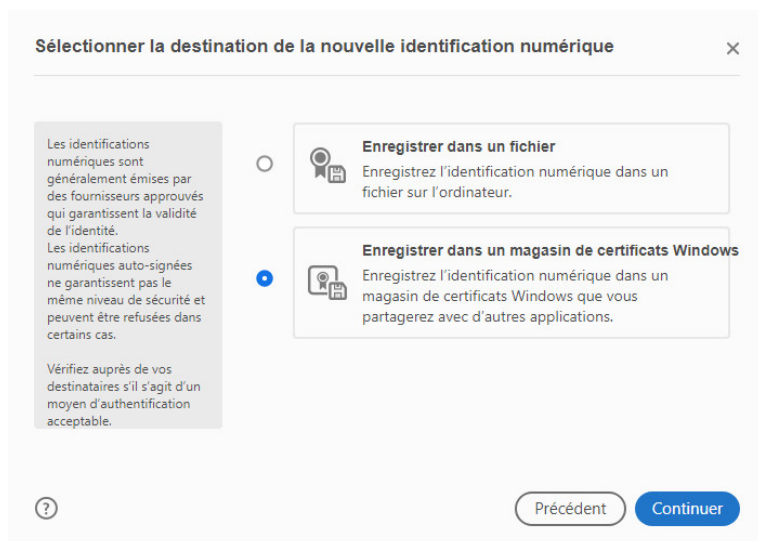 Sélectionner la destination de la nouvelle identification numérique
Les identifications
numériques sont
généralement émises par
des fournisseurs approuvés
qui garantissent la validité
de l'identité.
Les identifications
numériques auto-signées
ne garantissent pas le
même niveau de sécurité et
peuvent être refusées dans
certains cas.
Vérifiez auprès de vos
destinataires s'il s'agit d'un
moyen d'authentification
acceptable.
Enregistrer dans un fichier
Enregistrez l'identification numérique dans un
fichier sur l'ordinateur.
Enregistrer dans un magasin de certificats Windows
Enregistrez l'identification numérique dans un
magasin de certificats Windows que vous
partagerez avec d'autres applications.
?
Précédent
Continuer